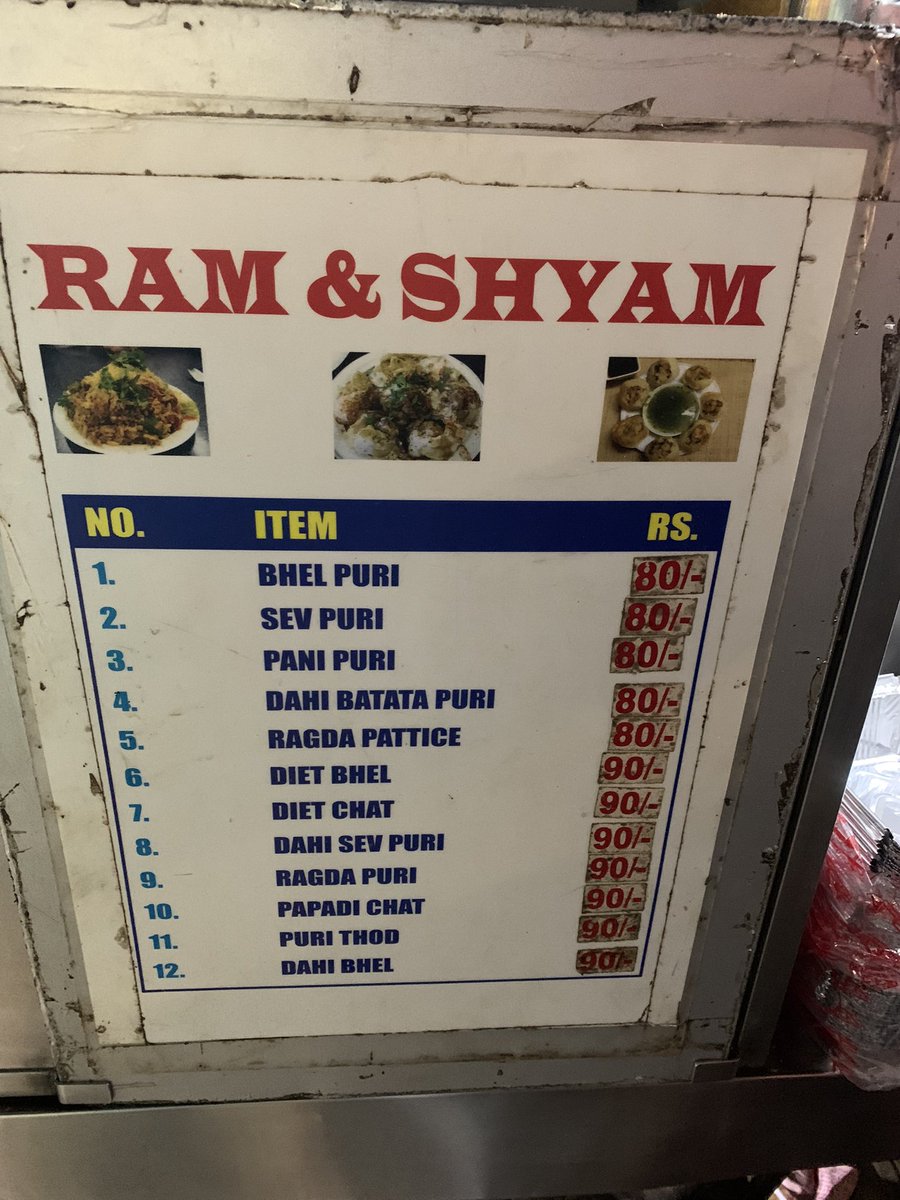 RAM & SHYAM
NO. ITEM RS.
1. BHEL PURI 80/-
2. SEV PURI 80/-
3. PANI PURI 80/-
4. DAHI BATATA PURI 80/-
5. RAGDA PATTICE 80/-
6. DIET BHEL 90/-
7. DIET CHAT 90/-
8. DAHI SEV PURI 90/-
9. RAGDA PURI 90/-
10. PAPADI CHAT 90/-
11. PURI THOD 90/-
12. DAHI BHEL 90/-